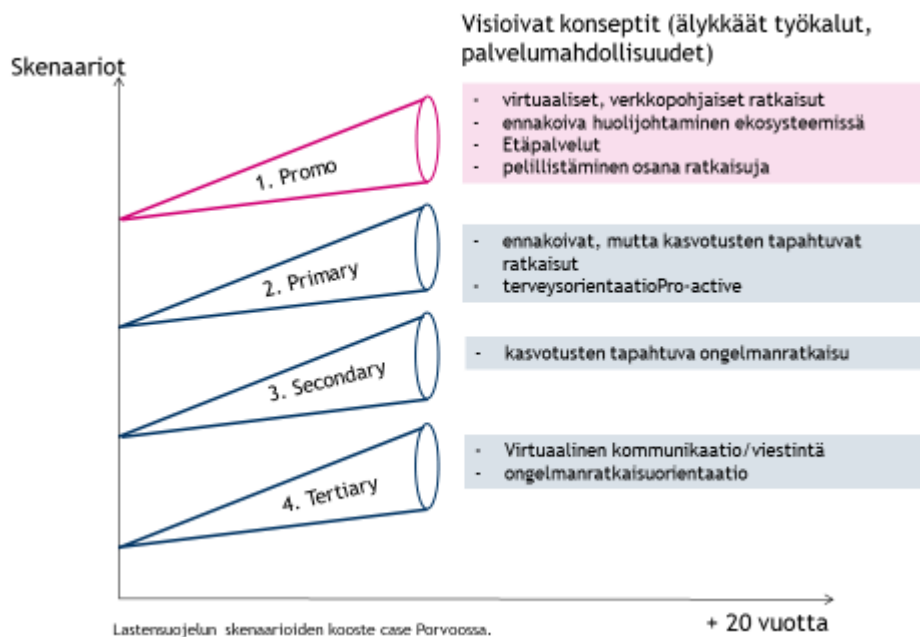 Visioivat konseptit (älykkäät työkalut,
palvelumahdollisuudet)
Skenaariot
1. Promo
- virtuaaliset, verkkopohjaiset ratkaisut
- ennakoiva huolijohtaminen ekosysteemissä
- Etäpalvelut
- pelillistäminen osana ratkaisuja
2. Primary
- ennakoivat, mutta kasvotusten tapahtuvat
ratkaisut
- terveysorientaatioPro-active
3. Secondary
- kasvotusten tapahtuva ongelmanratkaisu
4. Tertiary
- Virtuaalinen kommunikaatio/viestintä
- ongelmanratkaisuorientaatio
+ 20 vuotta
Lastensuojelun skenaarioiden kooste case Porvoossa.